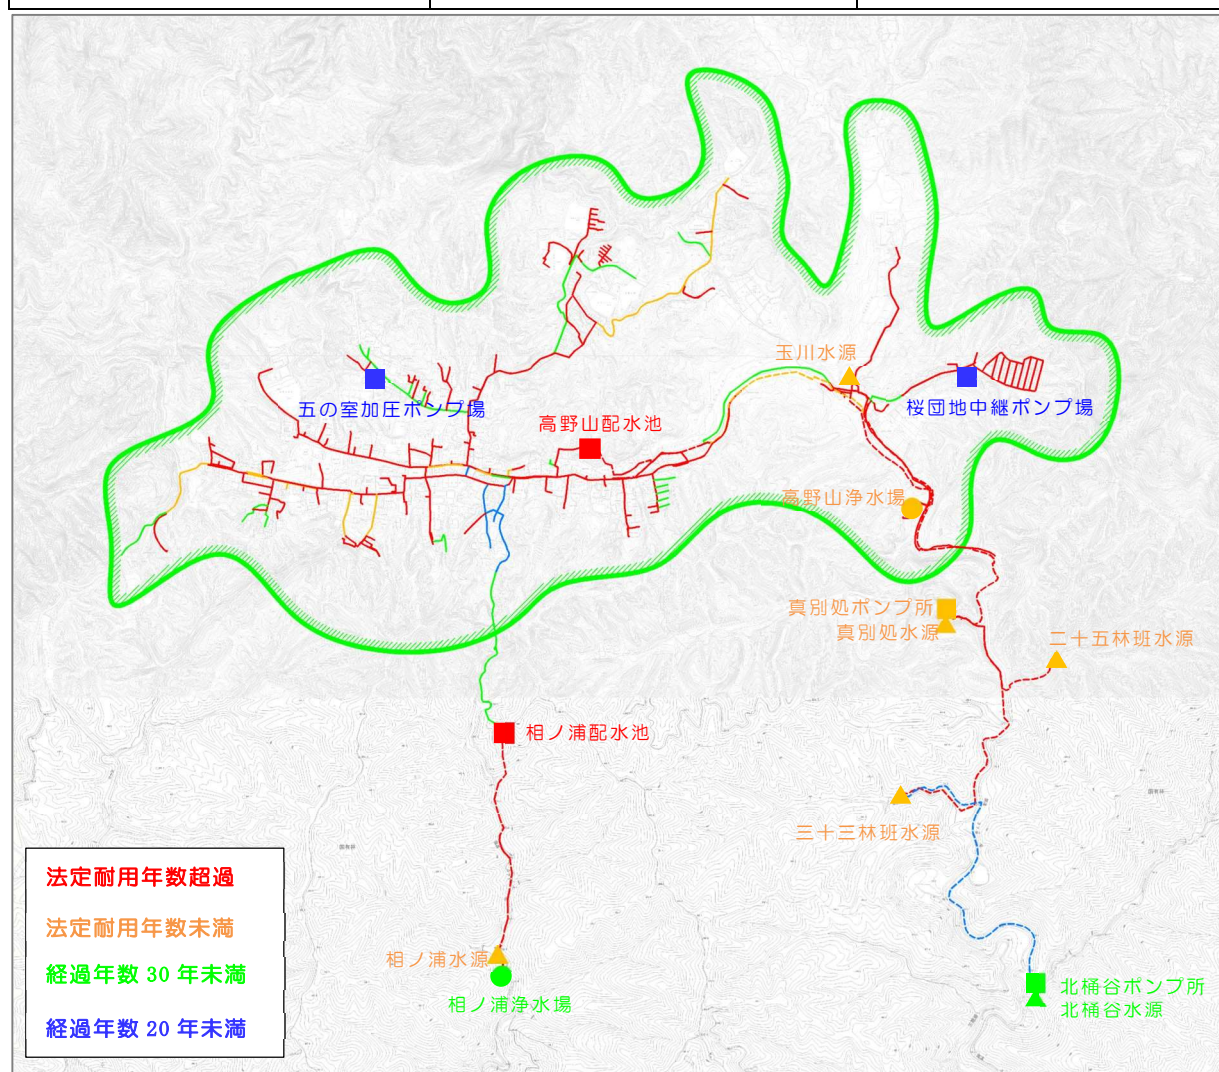 玉川水源
五の室加圧ポンプ場
桜団地中継ポンプ場
高野山配水池
高野山浄水場
真別処ポンプ所
真別処水源
二十五林班水源
相ノ浦配水池
三十三林班水源
法定耐用年数超過
法定耐用年数未満
経過年数30年未満
経過年数20年未満
相ノ浦水源
相ノ浦浄水場
北桶谷ポンプ所
北桶谷水源